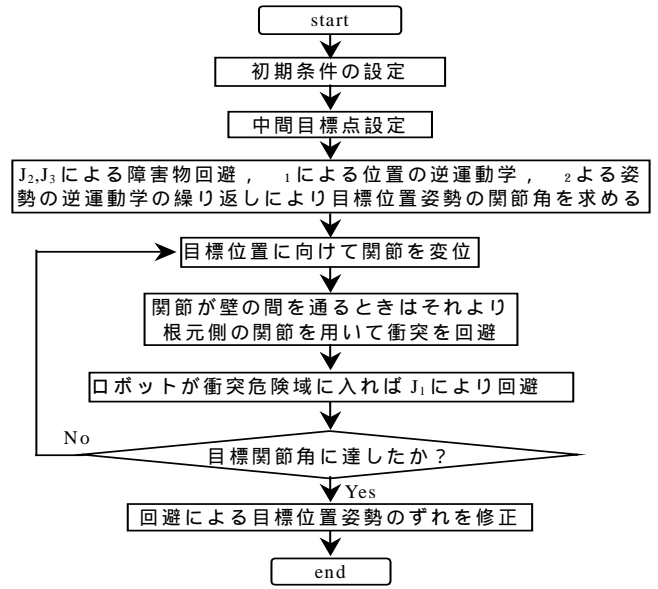 start
初期条件の設定
中間目標点設定
J2,J3による障害物回避, 1による位置の逆運動学, 2よる姿
勢の逆運動学の繰り返しにより目標位置姿勢の関節角を求める
目標位置に向けて関節を変位
関節が壁の間を通るときはそれより
根元側の関節を用いて衝突を回避
ロボットが衝突危険域に入ればJ1により回避
No
目標関節角に達したか?
Yes
回避による目標位置姿勢のずれを修正
end